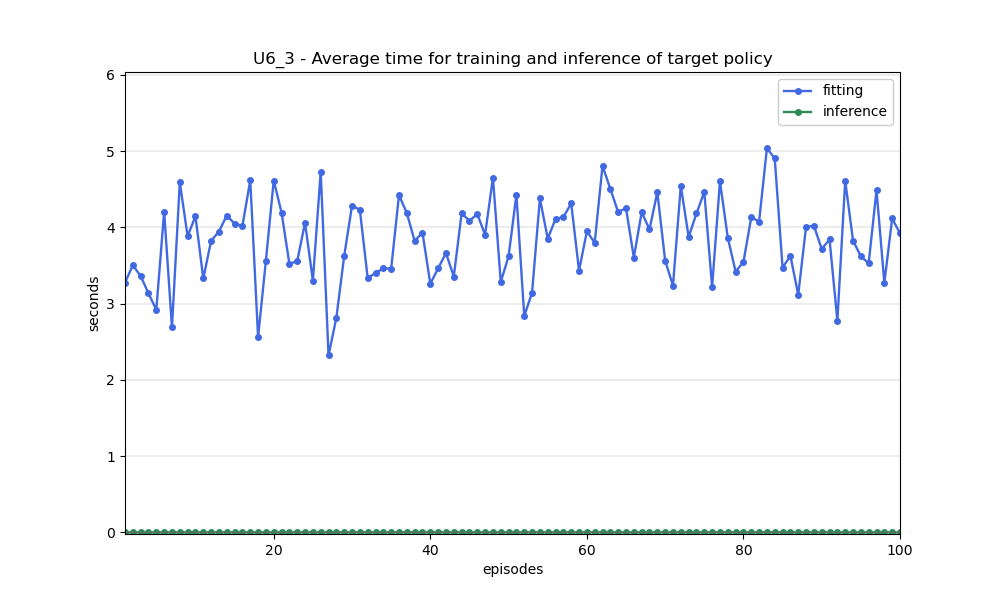 U6_3 - Average time for training and inference of target policy
fitting
inference
6
5
4
3
2
1
0
seconds
20
40
60
80
100
episodes